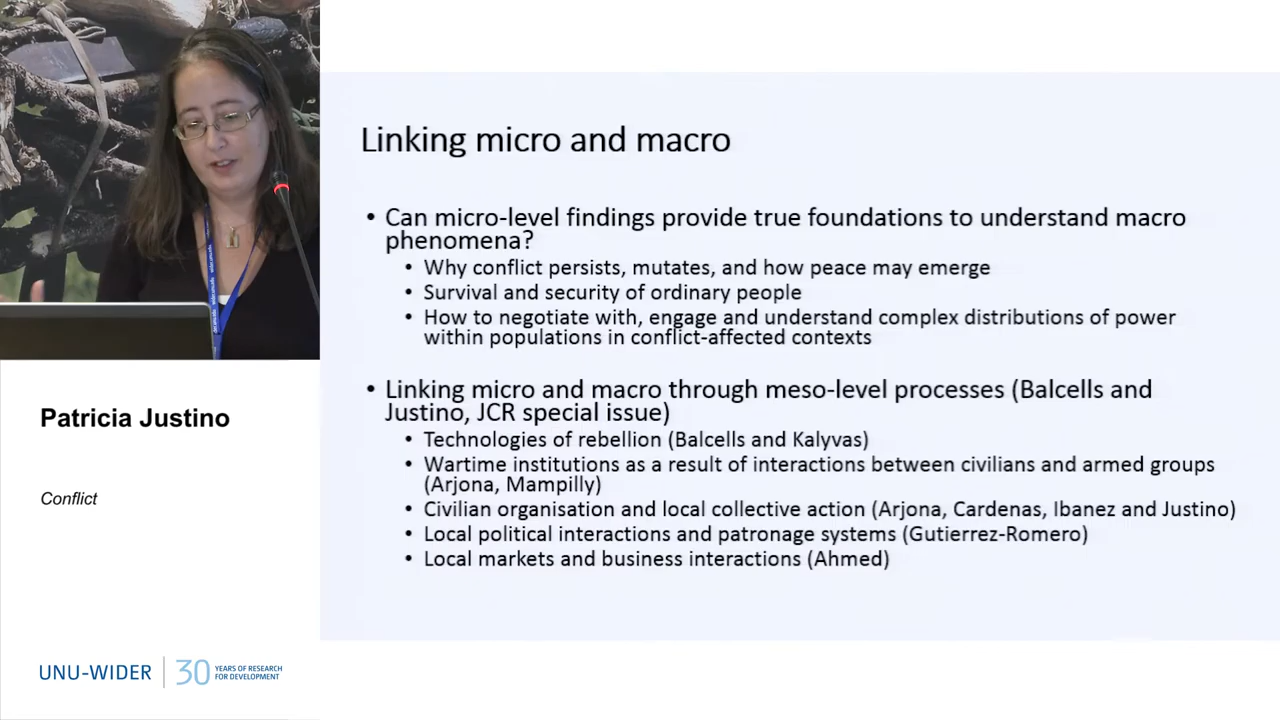 Linking micro and macro
• Can micro-level findings provide true foundations to understand macro
phenomena?
• Why conflict persists, mutates, and how peace may emerge
• Survival and security of ordinary people
• How to negotiate with, engage and understand complex distributions of power
within populations in conflict-affected contexts
• Linking micro and macro through meso-level processes (Balcells and
Justino, JCR special issue)
• Technologies of rebellion (Balcells and Kalyvas)
• Wartime institutions as a result of interactions between civilians and armed groups
(Arjona, Mampilly)
• Civilian organisation and local collective action (Arjona, Cardenas, Ibanez and Justino)
• Local political interactions and patronage systems (Gutierrez-Romero)
• Local markets and business interactions (Ahmed)
Patricia Justino
Conflict
UNU-WIDER
30 YEARS OF RESEARCH
FOR DEVELOPMENT